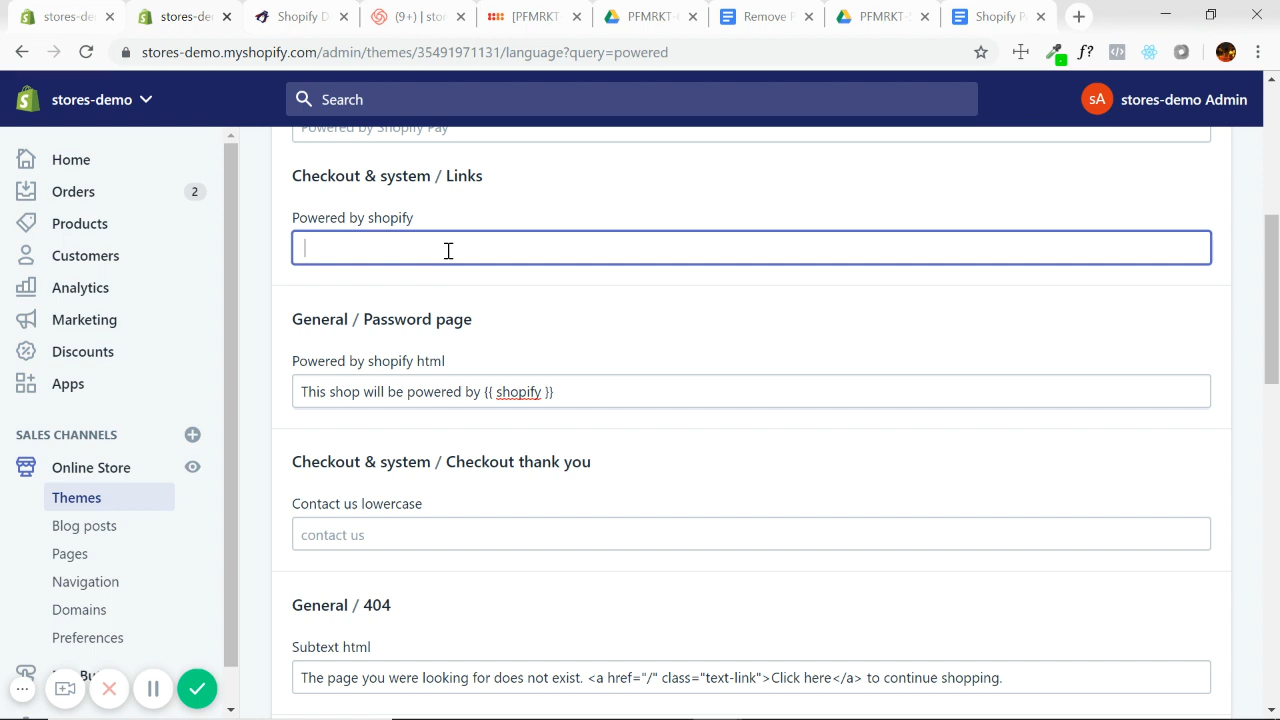 stores-de
stores-de
Shopify D
(9+) | stor
[PFMRKT-
PFMRKT-
Remove P
PFMRKT-
Shopify P
stores-demo.myshopify.com/admin/themes/35491971131/language?query=powered
f?
stores-demo
Search
sA
stores-demo Admin
Home
Orders
2
Products
Customers
Analytics
Marketing
Discounts
Apps
SALES CHANNELS
Online Store
Themes
Blog posts
Pages
Navigation
Domains
Preferences
Powered by Shopify Pay
Checkout & system / Links
Powered by shopify
General / Password page
Powered by shopify html
This shop will be powered by {{ shopify }}
Checkout & system / Checkout thank you
Contact us lowercase
contact us
General / 404
Subtext html
The page you were looking for does not exist. <a href="/" class="text-link">Click here</a> to continue shopping.